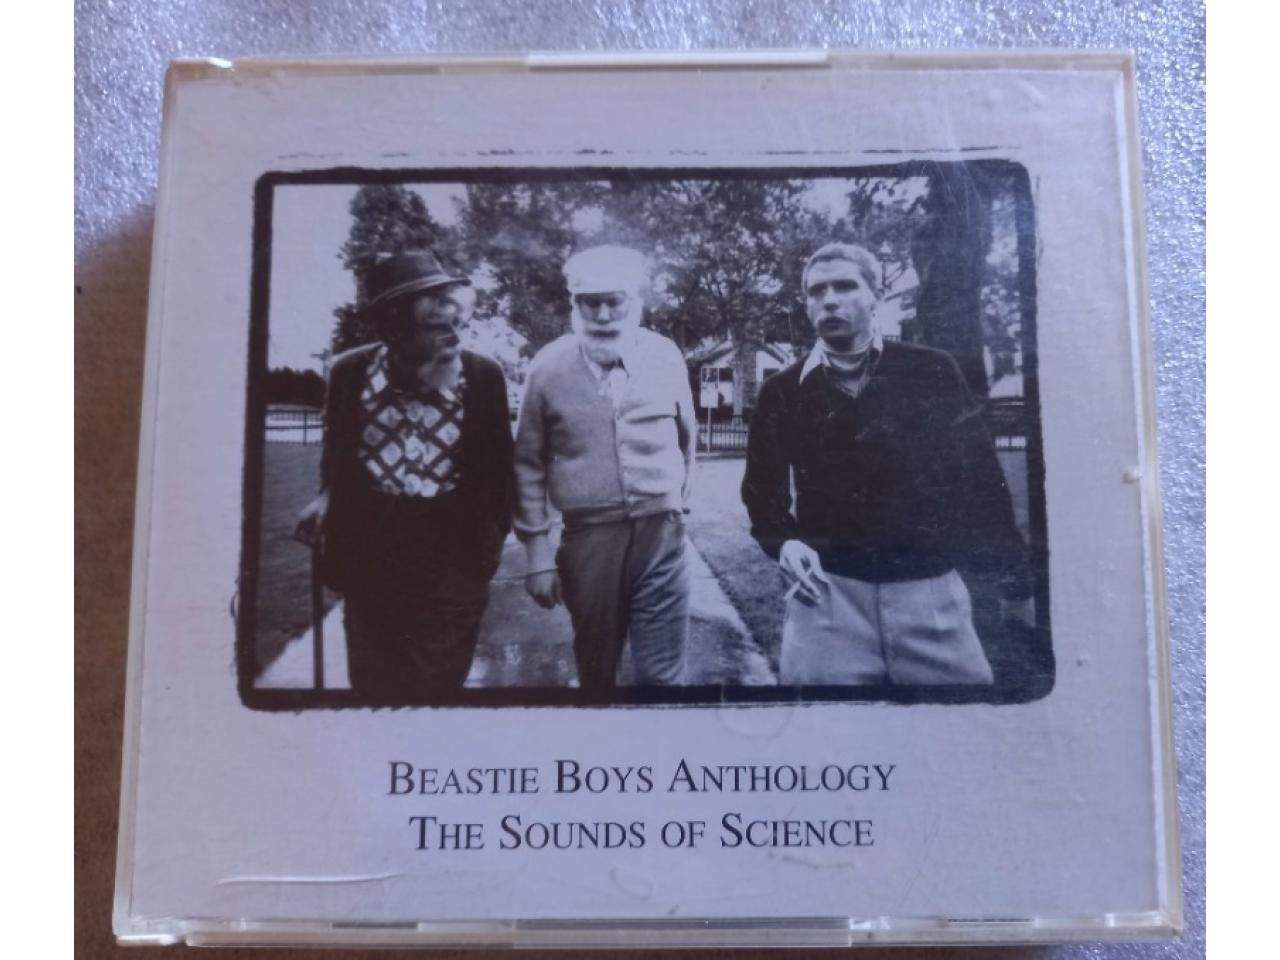 BEASTIE BOYS ANTHOLOGY
THE SOUNDS OF SCIENCE